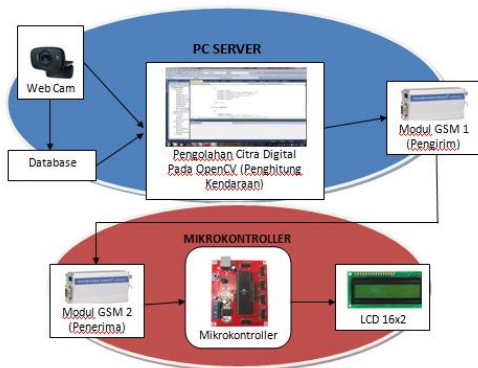 PC SERVER
Web Cam
Database
Pengolahan Citra Digital
Pada OpenCV (Penghitung
Kendaraan)
Modul GSM 1
(Pengirim)
MIKROKONTROLLER
Modul GSM 2
(Penerima)
Mikrokontroller
LCD 16x2